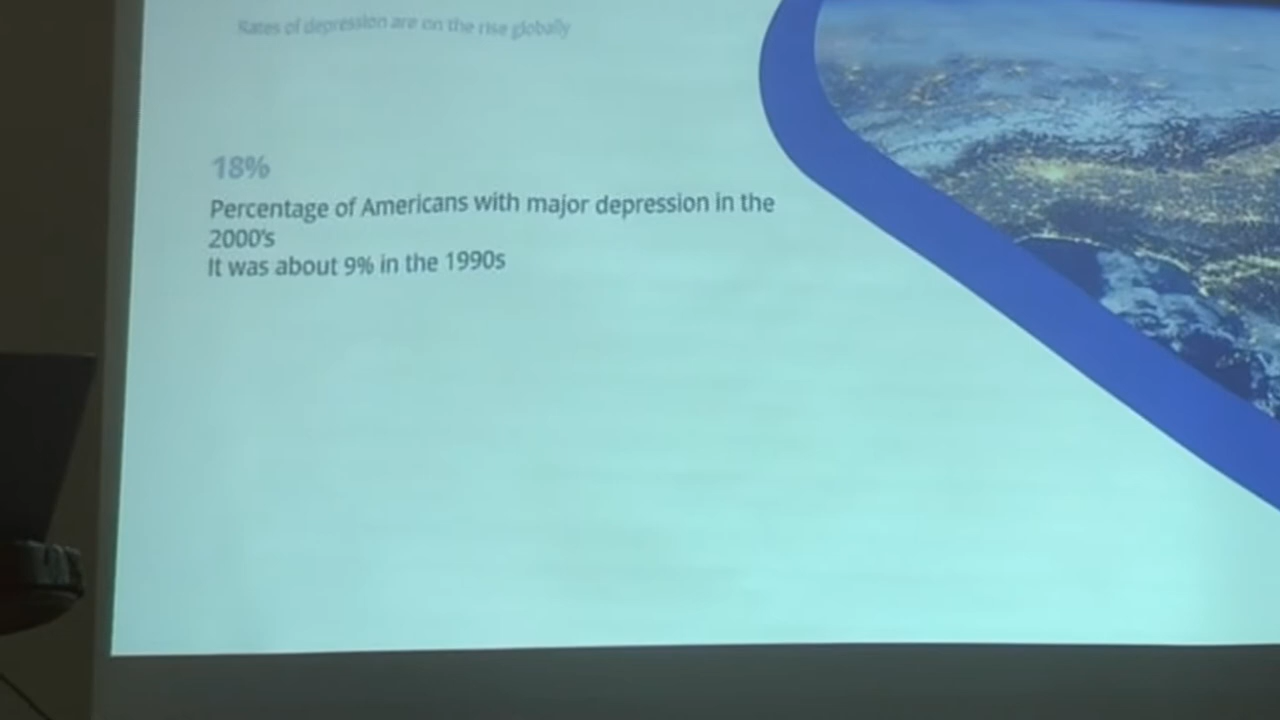 Rates of depression are on the rise globally
18%
Percentage of Americans with major depression in the
2000's
It was about 9% in the 1990s